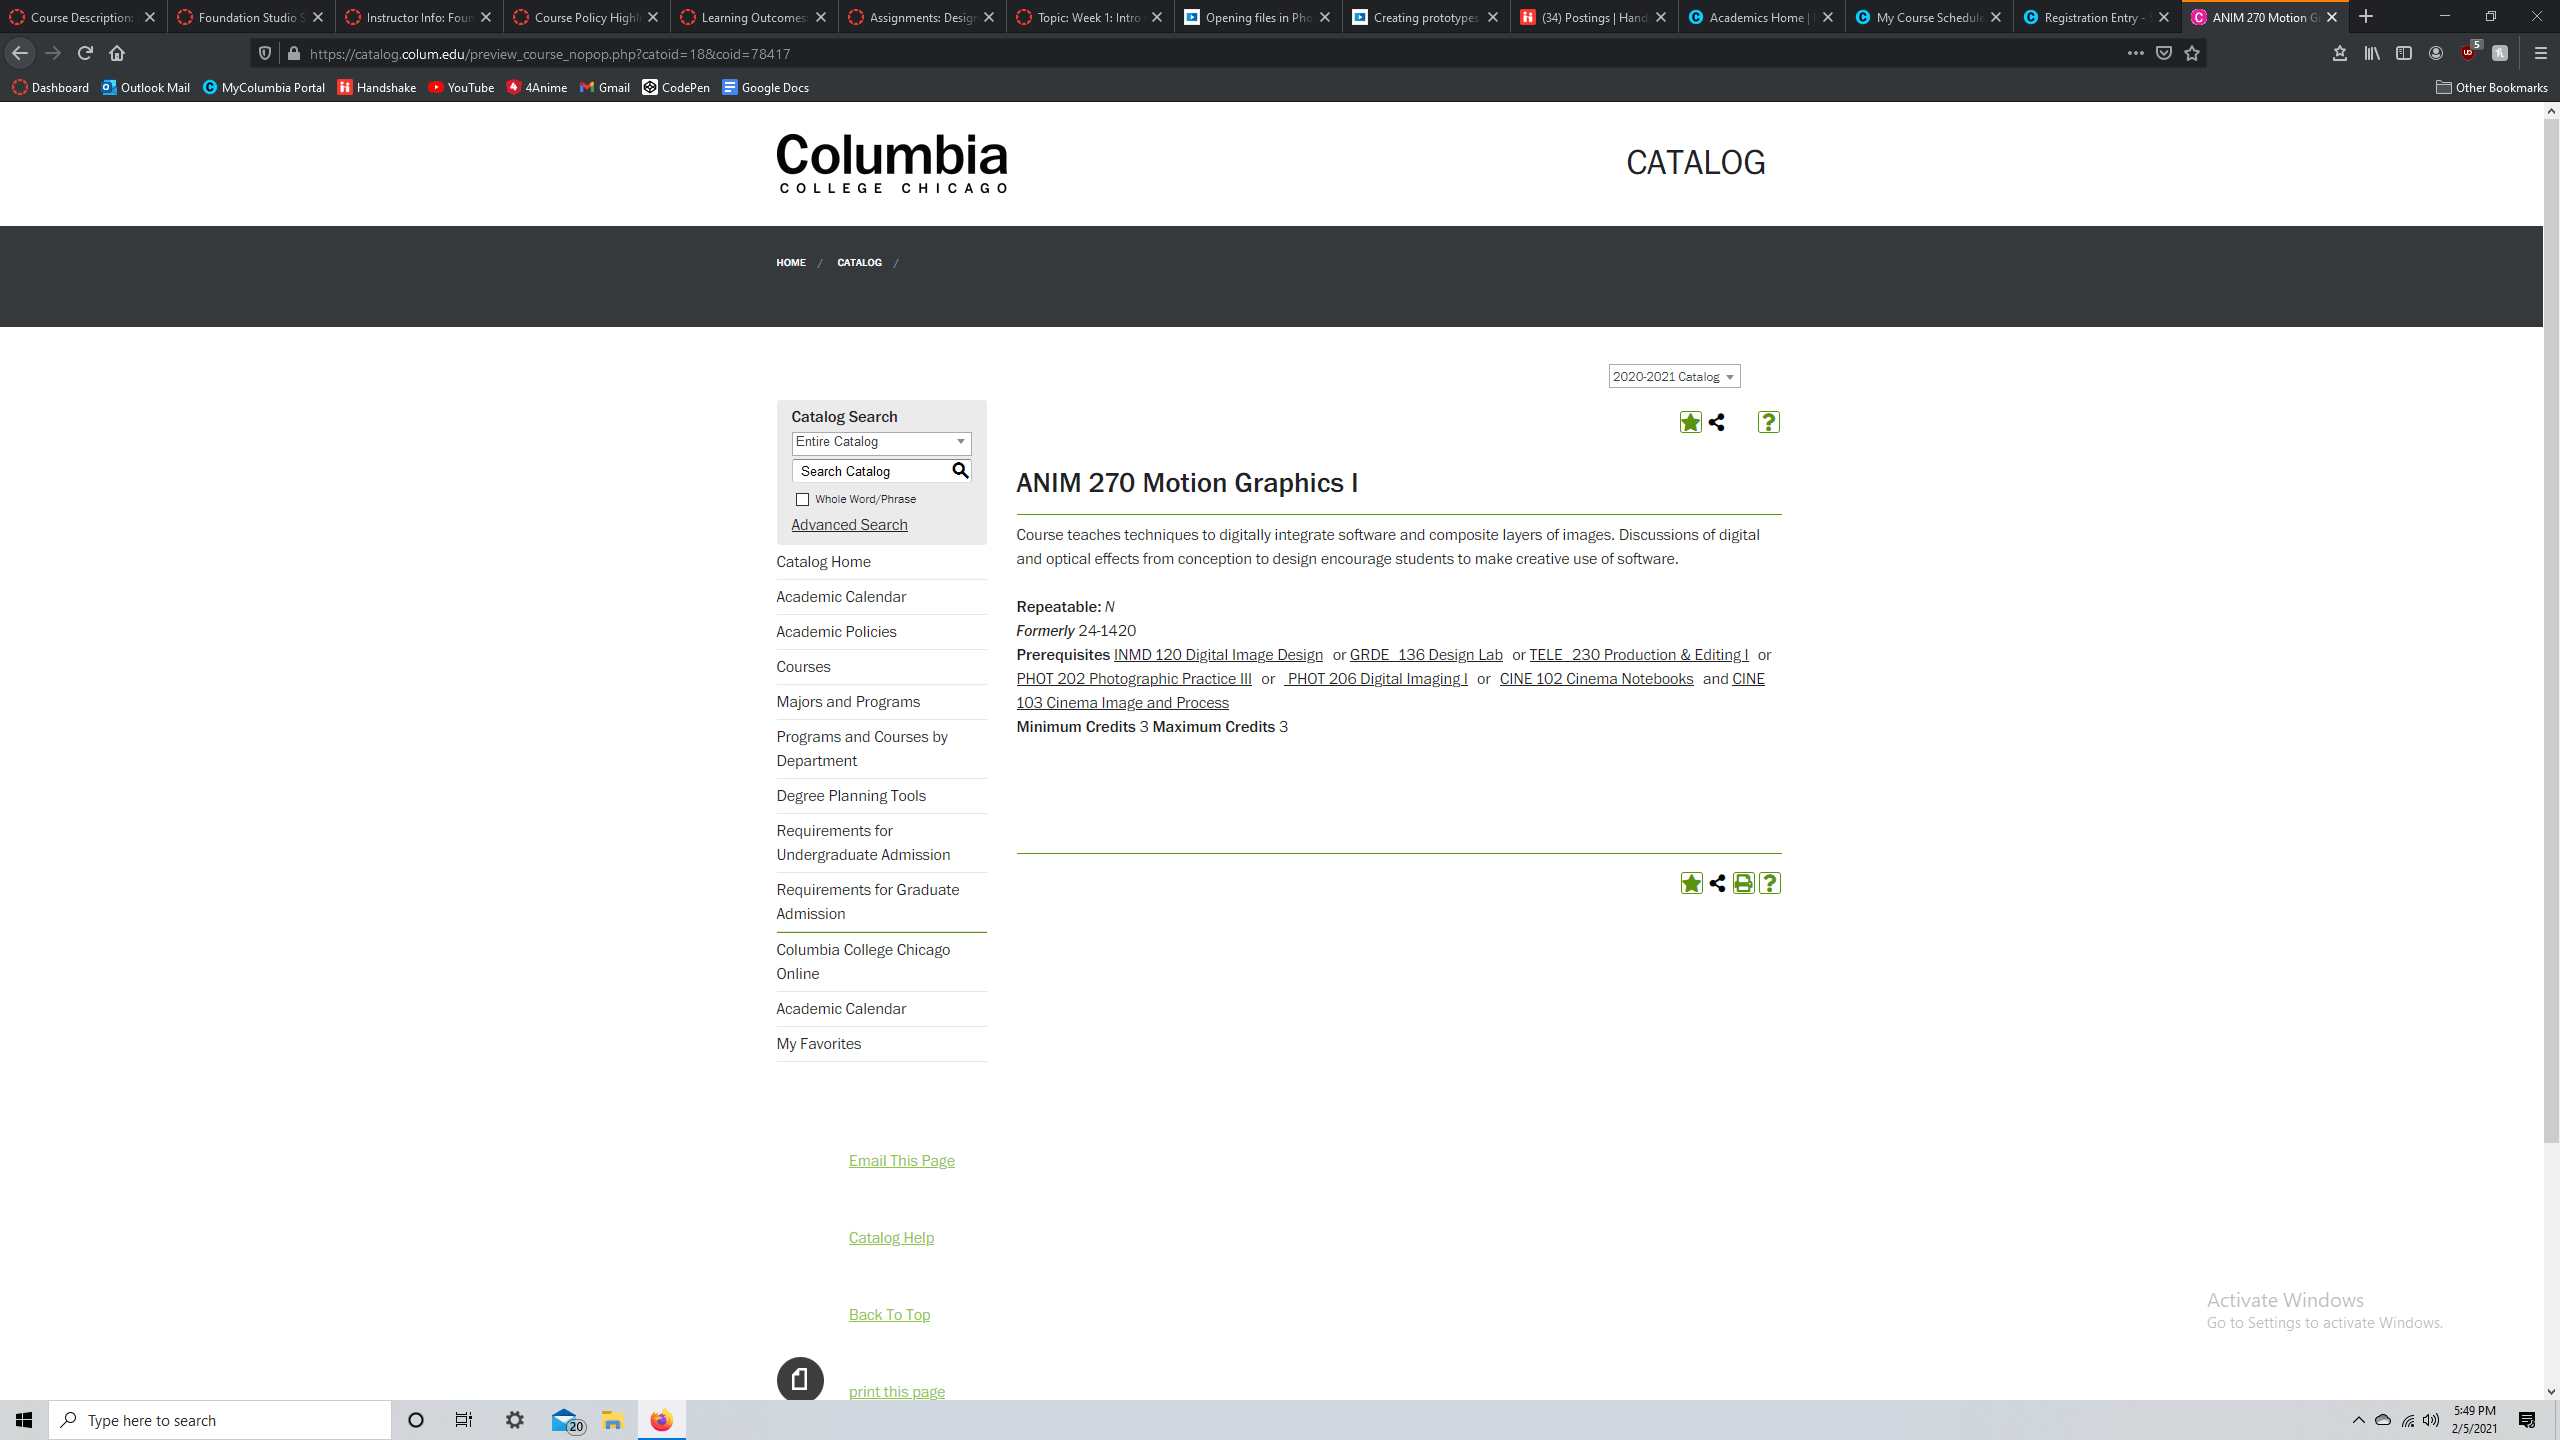 Course Description:
Foundation Studio S
Instructor Info: Foun
Course Policy Highli
Learning Outcomes:
Assignments: Design
Topic: Week 1: Intro
Opening files in Pho
Creating prototypes
(34) Postings | Hand
Academics Home |
My Course Schedule
Registration Entry -
ANIM 270 Motion Gr
https://catalog.colum.edu/preview_course_nopop.php?catoid=18&coid=78417
5
Dashboard
Outlook Mail
MyColumbia Portal
Handshake
YouTube
4Anime
Gmail
CodePen
Google Docs
Other Bookmarks
Columbia
COLLEGE CHICAGO
CATALOG
HOME / CATALOG /
2020-2021 Catalog
Catalog Search
Entire Catalog
Search Catalog
Whole Word/Phrase
Advanced Search
Catalog Home
Academic Calendar
Academic Policies
Courses
Majors and Programs
Programs and Courses by
Department
Degree Planning Tools
Requirements for
Undergraduate Admission
Requirements for Graduate
Admission
Columbia College Chicago
Online
Academic Calendar
My Favorites
ANIM 270 Motion Graphics I
Course teaches techniques to digitally integrate software and composite layers of images. Discussions of digital
and optical effects from conception to design encourage students to make creative use of software.
Repeatable: N
Formerly 24-1420
Prerequisites INMD 120 Digital Image Design or GRDE 136 Design Lab or TELE 230 Production & Editing I or
PHOT 202 Photographic Practice III or PHOT 206 Digital Imaging I or CINE 102 Cinema Notebooks and CINE
103 Cinema Image and Process
Minimum Credits 3 Maximum Credits 3
Email This Page
Catalog Help
Back To Top
print this page
Activate Windows
Go to Settings to activate Windows.
Type here to search
20
5:49 PM
2/5/2021